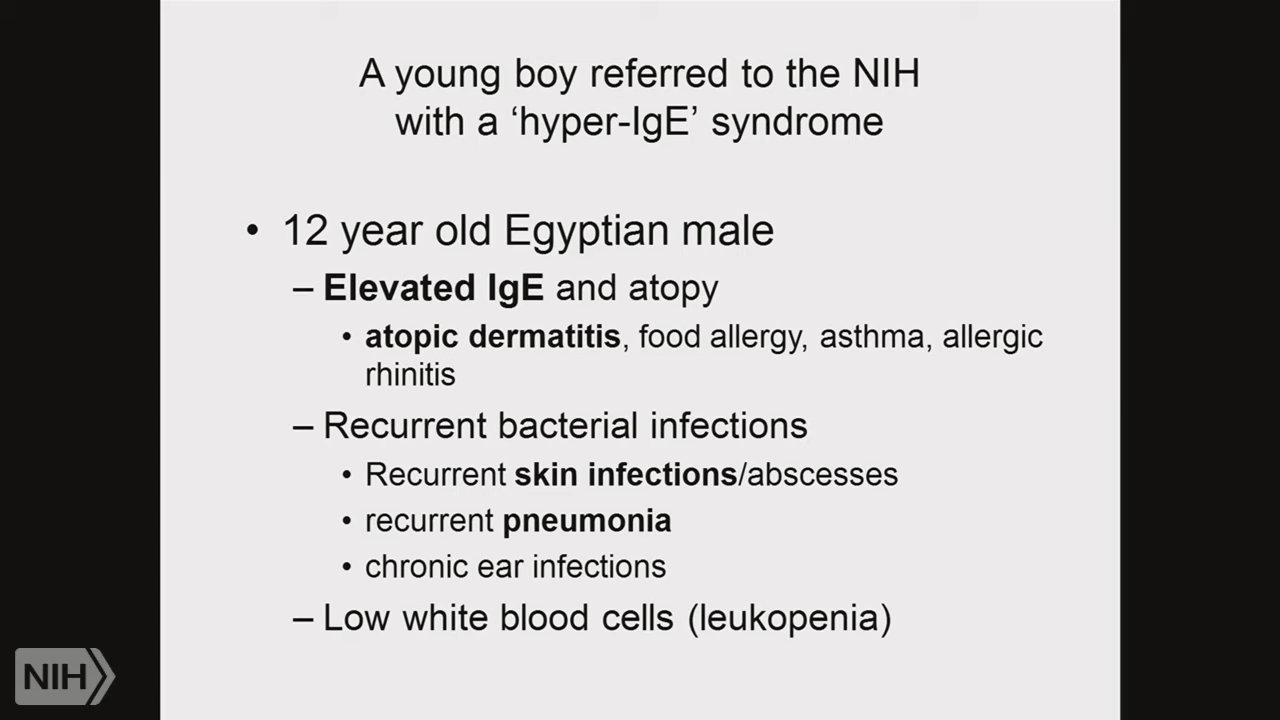 A young boy referred to the NIH
with a ‘hyper-IgE’ syndrome
• 12 year old Egyptian male
– Elevated IgE and atopy
• atopic dermatitis, food allergy, asthma, allergic
rhinitis
– Recurrent bacterial infections
• Recurrent skin infections/abscesses
• recurrent pneumonia
• chronic ear infections
– Low white blood cells (leukopenia)
NIH